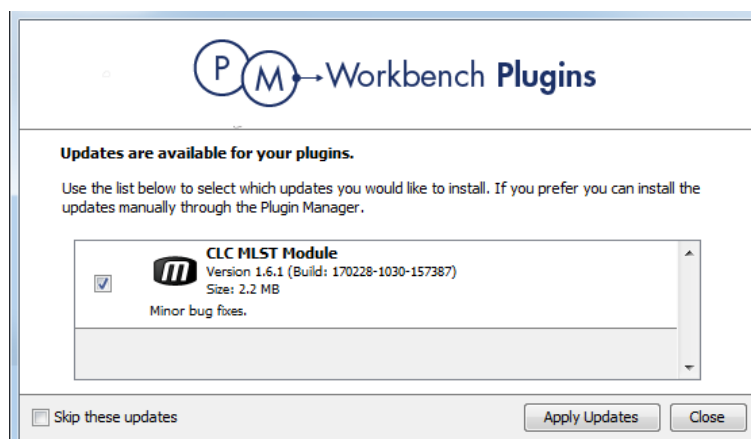 P M Workbench Plugins
Updates are available for your plugins.
Use the list below to select which updates you would like to install. If you prefer you can install the
updates manually through the Plugin Manager.
CLC MLST Module
Version 1.6.1 (Build: 170228-1030-157387)
Size: 2.2 MB
Minor bug fixes.
Skip these updates
Apply Updates
Close